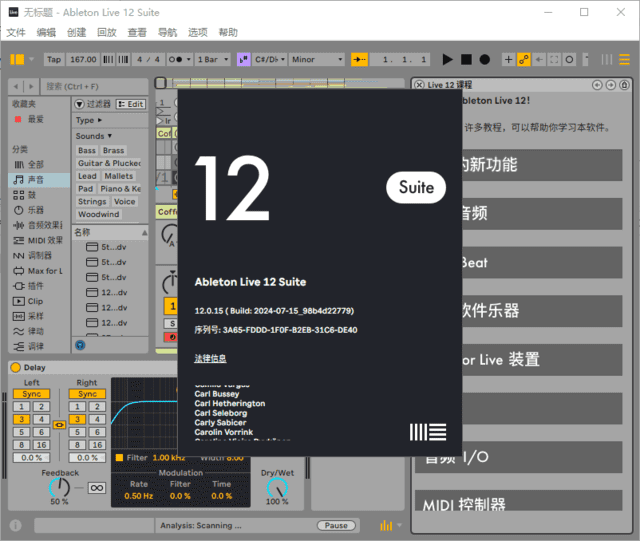 无标题 - Ableton Live 12 Suite
文件 编辑 创建 回放 查看 导航 选项 帮助
Tap 167.00 4 / 4 1 Bar C#/D♭ Minor 1. 1. 1
搜索 (Ctrl + F)
收藏夹
最爱
分类
全部
声音
鼓
乐器
音频效果
MIDI 效果
调制器
Max for L
插件
Clip
采样
律动
调律
过滤器 Edit
Type
Sounds
Bass Brass
Guitar & Plucked
Lead Mallets
Pad Piano & Ke
Strings Voice
Woodwind
名称
5t...dv
5t...dv
5t...dv
12...dv
12...dv
12...dv
12
Suite
Ableton Live 12 Suite
12.0.15 ( Build: 2024-07-15_98b4d22779)
序列号: 3A65-FDDD-1F0F-B2EB-31C6-DE40
法律信息
Carl Bussey
Carl Hetherington
Carl Seleborg
Carly Sabicer
Carolin Vorrink
Live 12 课程
bleton Live 12!
许多教程，可以帮助你学习本软件。
的新功能
音频
Beat
软件乐器
or Live 装置
音频 I/O
MIDI 控制器
Delay
Left Right
Sync Sync
1 2 1 2
3 4 3 4
5 6 5 6
8 16 8 16
0.0 % 0.0 %
Feedback
50 %
Filter 1.00 kHz Width 8.00
Modulation
Rate Filter Time
0.50 Hz 0.0 % 0.0 %
Dry/Wet
100 %
Analysis: Scanning ... Pause